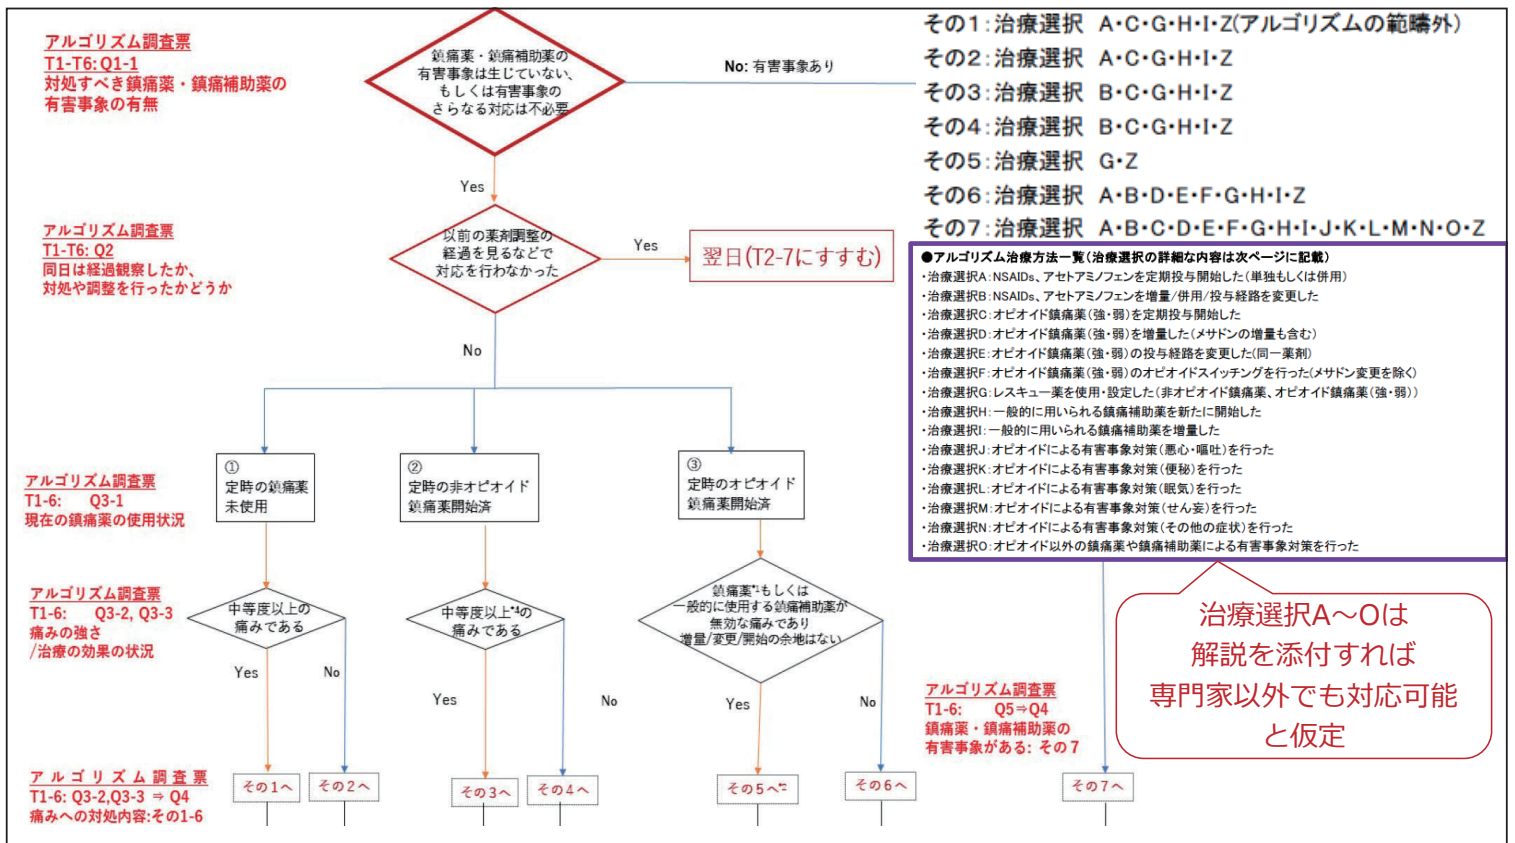 アルゴリズム調査票
T1-T6: Q1-1
対処すべき鎮痛薬・鎮痛補助薬の
有害事象の有無
鎮痛薬・鎮痛補助薬の
有害事象は生じていない、
もしくは有害事象の
さらなる対応は不必要
No: 有害事象あり
その1:治療選択 A・C・G・H・I・Z(アルゴリズムの範疇外)
その2:治療選択 A・C・G・H・I・Z
その3:治療選択 B・C・G・H・I・Z
その4:治療選択 B・C・G・H・I・Z
その5:治療選択 G・Z
その6:治療選択 A・B・D・E・F・G・H・I・Z
その7:治療選択 A・B・C・D・E・F・G・H・I・J・K・L・M・N・O・Z
Yes
アルゴリズム調査票
T1-T6: Q2
同日は経過観察したか、
対処や調整を行ったかどうか
以前の薬剤調整の
経過を見るなどで
対応を行わなかった
Yes
翌日(T2-7にすすむ)
No
●アルゴリズム治療方法一覧(治療選択の詳細な内容は次ページに記載)
・治療選択A:NSAIDs、アセトアミノフェンを定期投与開始した(単独もしくは併用)
・治療選択B:NSAIDs、アセトアミノフェンを増量/併用/投与経路を変更した
・治療選択C:オピオイド鎮痛薬(強・弱)を定期投与開始した
・治療選択D:オピオイド鎮痛薬(強・弱)を増量した(メサドンの増量も含む)
・治療選択E:オピオイド鎮痛薬(強・弱)の投与経路を変更した(同一薬剤)
・治療選択F:オピオイド鎮痛薬(強・弱)のオピオイドスイッチングを行った(メサドン変更を除く)
・治療選択G:レスキュー薬を使用・設定した(非オピオイド鎮痛薬、オピオイド鎮痛薬(強・弱))
・治療選択H:一般的に用いられる鎮痛補助薬を新たに開始した
・治療選択I:一般的に用いられる鎮痛補助薬を増量した
・治療選択J:オピオイドによる有害事象対策(悪心・嘔吐)を行った
・治療選択K:オピオイドによる有害事象対策(便秘)を行った
・治療選択L:オピオイドによる有害事象対策(眠気)を行った
・治療選択M:オピオイドによる有害事象対策(せん妄)を行った
・治療選択N:オピオイドによる有害事象対策(その他の症状)を行った
・治療選択O:オピオイド以外の鎮痛薬や鎮痛補助薬による有害事象対策を行った
アルゴリズム調査票
T1-6: Q3-1
現在の鎮痛薬の使用状況
①
定時の鎮痛薬
未使用
②
定時の非オピオイド
鎮痛薬開始済
③
定時のオピオイド
鎮痛薬開始済
アルゴリズム調査票
T1-6: Q3-2, Q3-3
痛みの強さ
/治療の効果の状況
中等度以上の
痛みである
中等度以上*4の
痛みである
鎮痛薬*1もしくは
一般的に使用する鎮痛補助薬が
無効な痛みであり
増量/変更/開始の余地はない
治療選択A～Oは
解説を添付すれば
専門家以外でも対応可能
と仮定
Yes
No
Yes
No
Yes
No
アルゴリズム調査票
T1-6: Q5⇒Q4
鎮痛薬・鎮痛補助薬の
有害事象がある: その7
アルゴリズム調査票
T1-6: Q3-2,Q3-3 ⇒ Q4
痛みへの対処内容:その1-6
その1へ
その2へ
その3へ
その4へ
その5へ*2
その6へ
その7へ